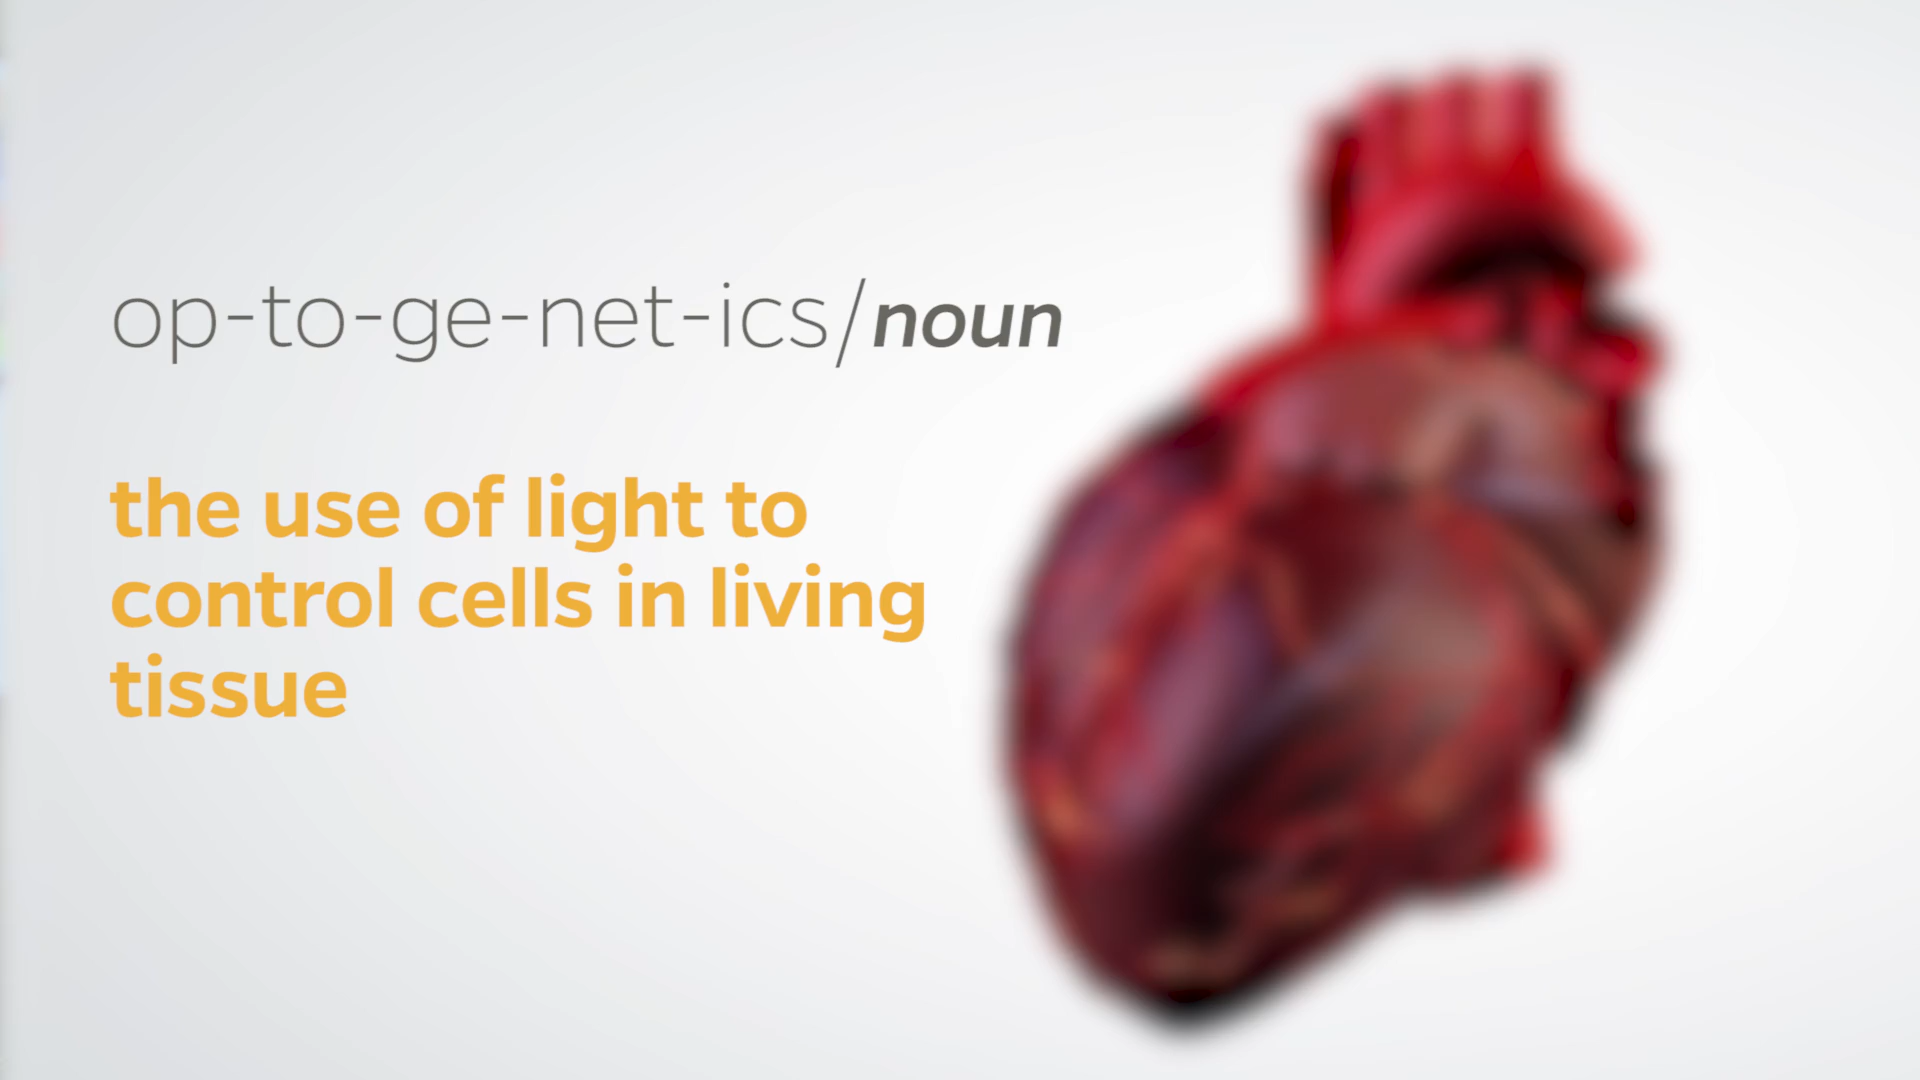 op-to-ge-net-ics/noun
the use of light to
control cells in living
tissue